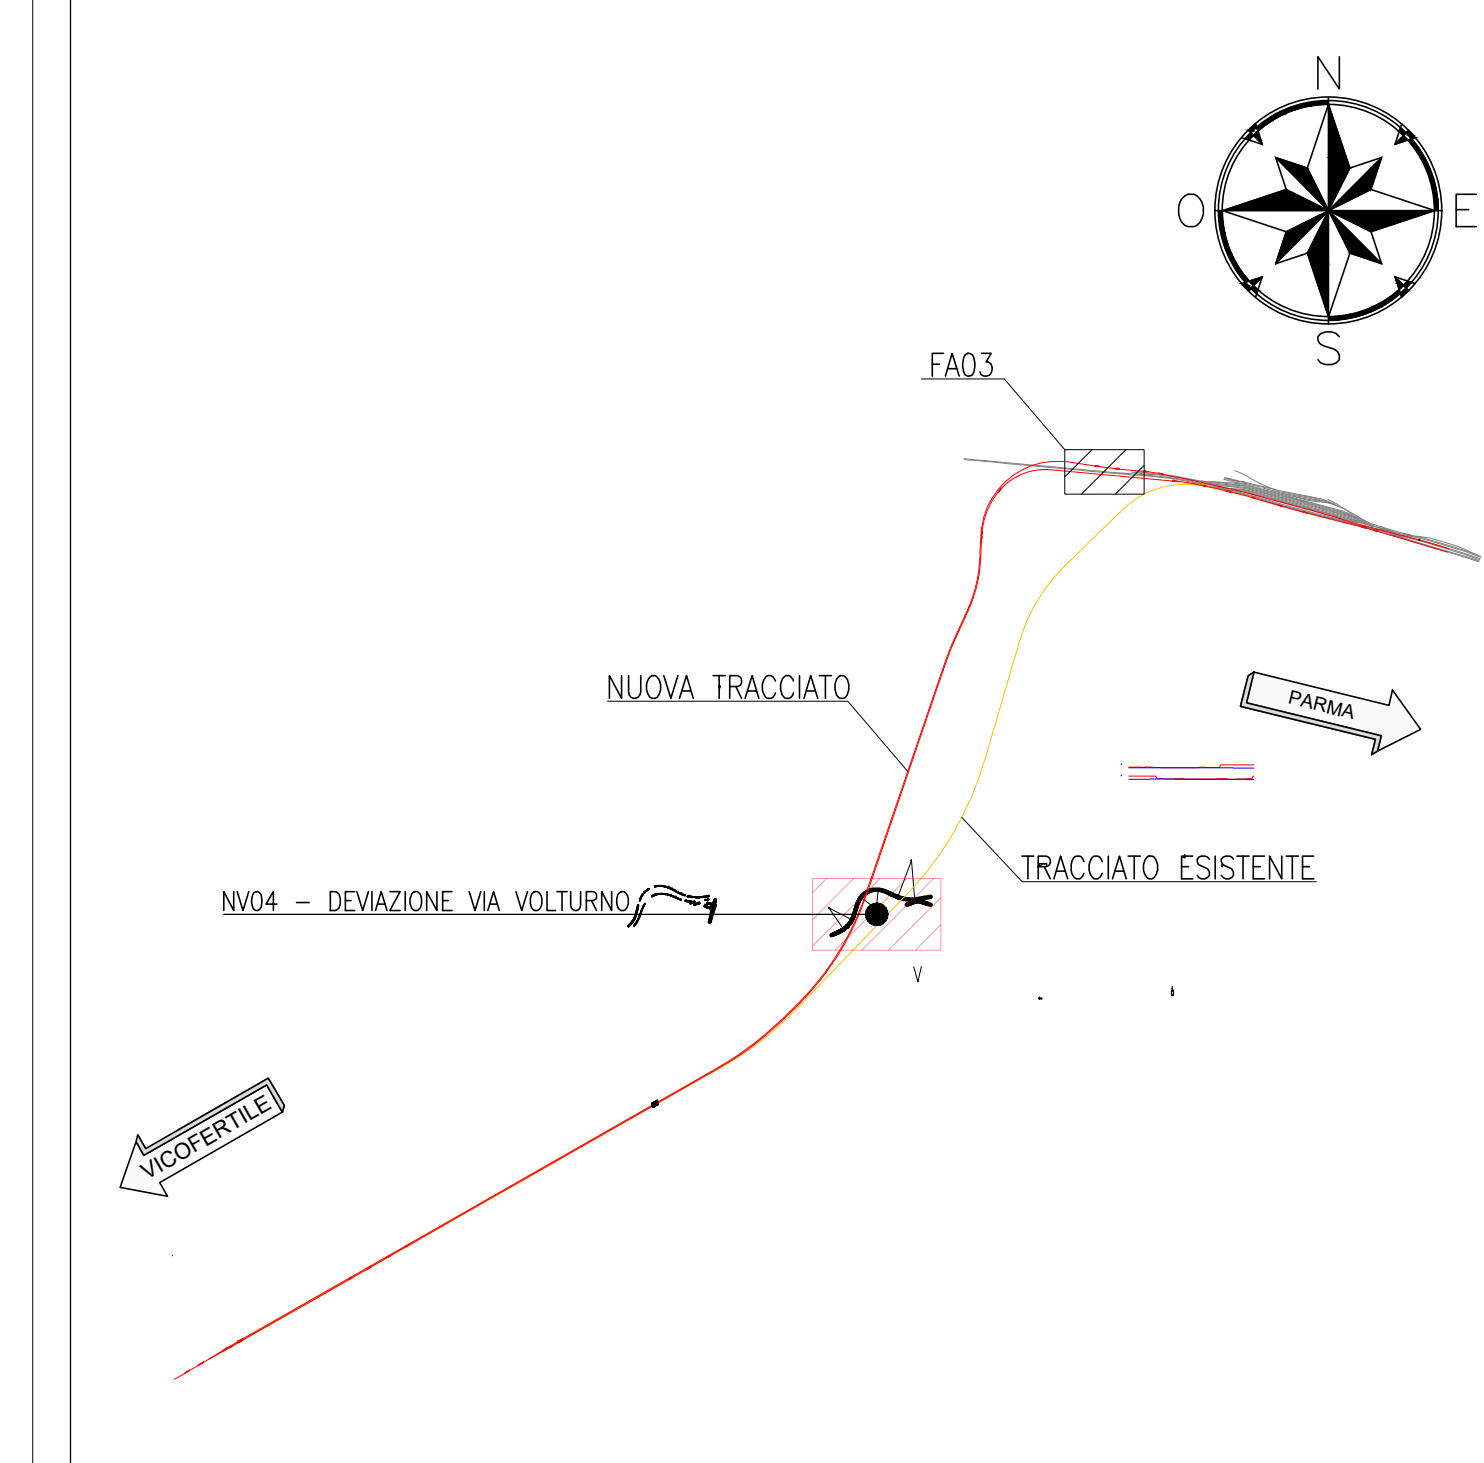 N
O
E
S
FA03
NUOVA TRACCIATO
PARMA
TRACCIATO ESISTENTE
NV04 - DEVIAZIONE VIA VOLTURNO
V
VICOFERTILE